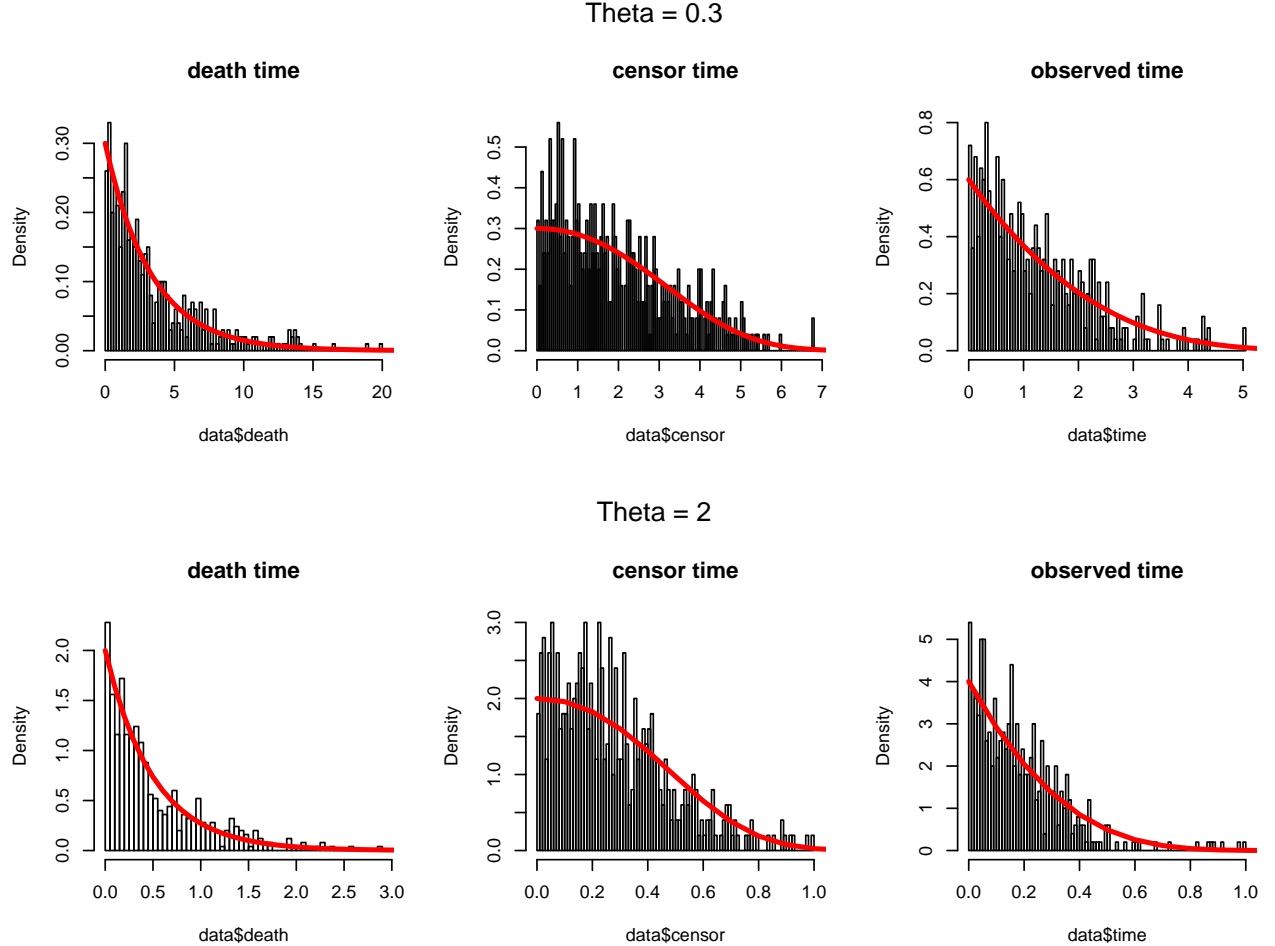 Theta = 0.3
death time
Density
0.00 0.10 0.20 0.30
0 5 10 15 20
data$death
censor time
Density
0.0 0.1 0.2 0.3 0.4 0.5
0 1 2 3 4 5 6 7
data$censor
observed time
Density
0.0 0.2 0.4 0.6 0.8
0 1 2 3 4 5
data$time
Theta = 2
death time
Density
0.0 0.5 1.0 1.5 2.0
0.0 0.5 1.0 1.5 2.0 2.5 3.0
data$death
censor time
Density
0.0 1.0 2.0 3.0
0.0 0.2 0.4 0.6 0.8 1.0
data$censor
observed time
Density
0 1 2 3 4 5
0.0 0.2 0.4 0.6 0.8 1.0
data$time